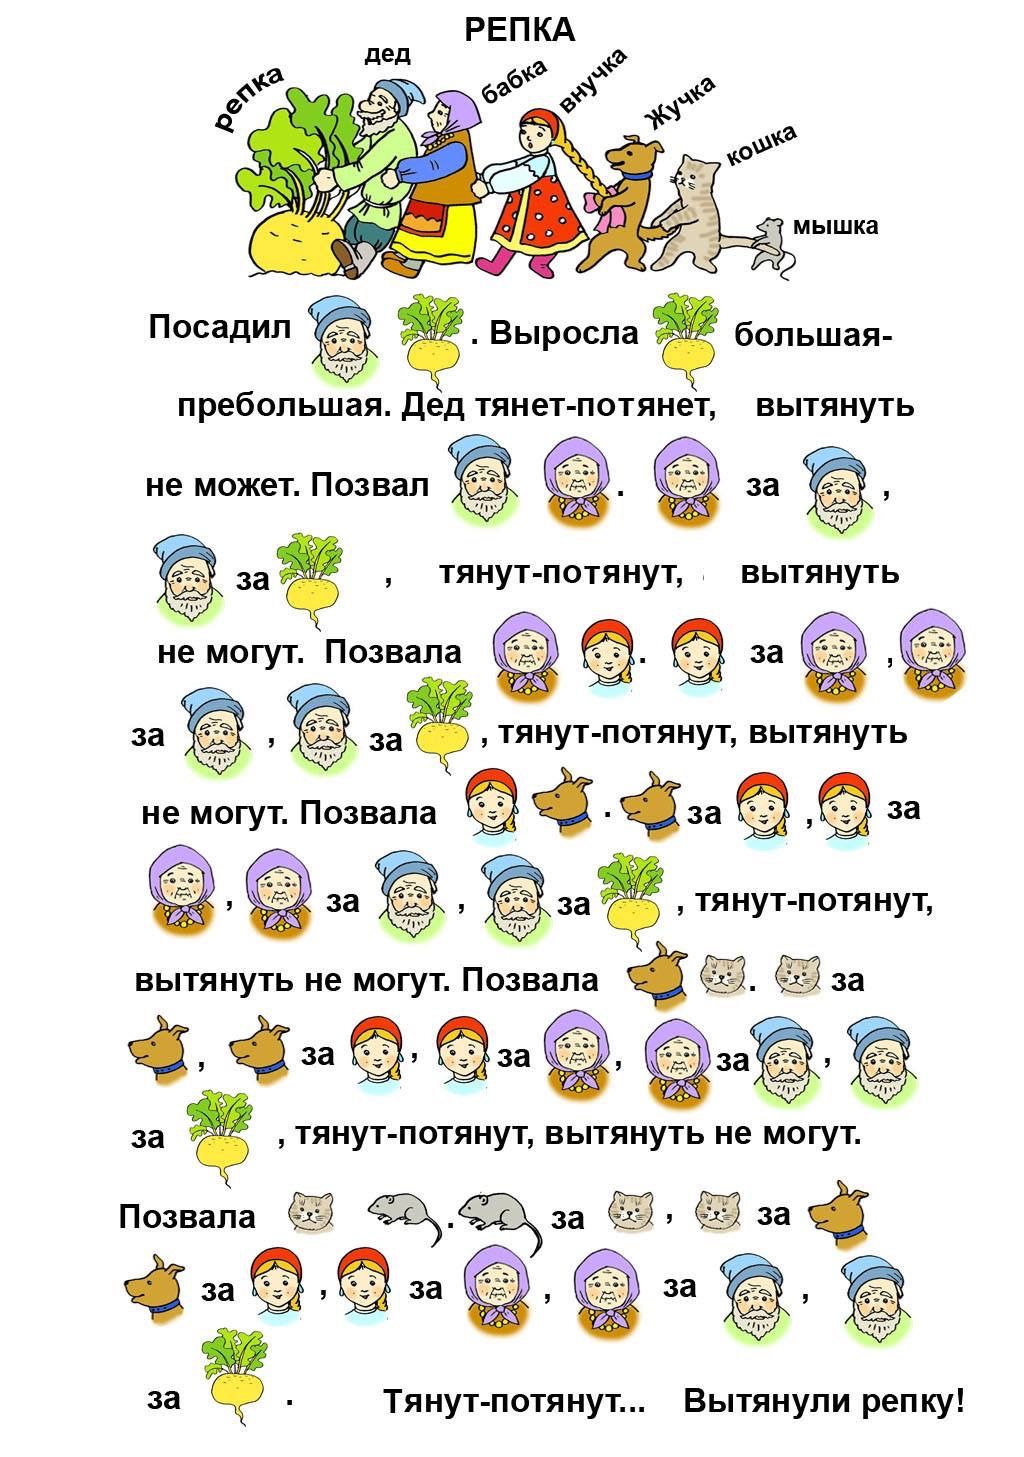 РЕПКА
дед
репка
бабка
внучка
Жучка
кошка
мышка
Посадил . Выросла большая-
пребольшая. Дед тянет-потянет, вытянуть
не может. Позвал . за ,
за , тянут-потянут, вытянуть
не могут. Позвала . за ,
за , за , тянут-потянут, вытянуть
не могут. Позвала . за , за
, за , за , тянут-потянут,
вытянуть не могут. Позвала . за
, за , за , за ,
за , тянут-потянут, вытянуть не могут.
Позвала . за , за
за , за , за ,
за . Тянут-потянут... Вытянули репку!